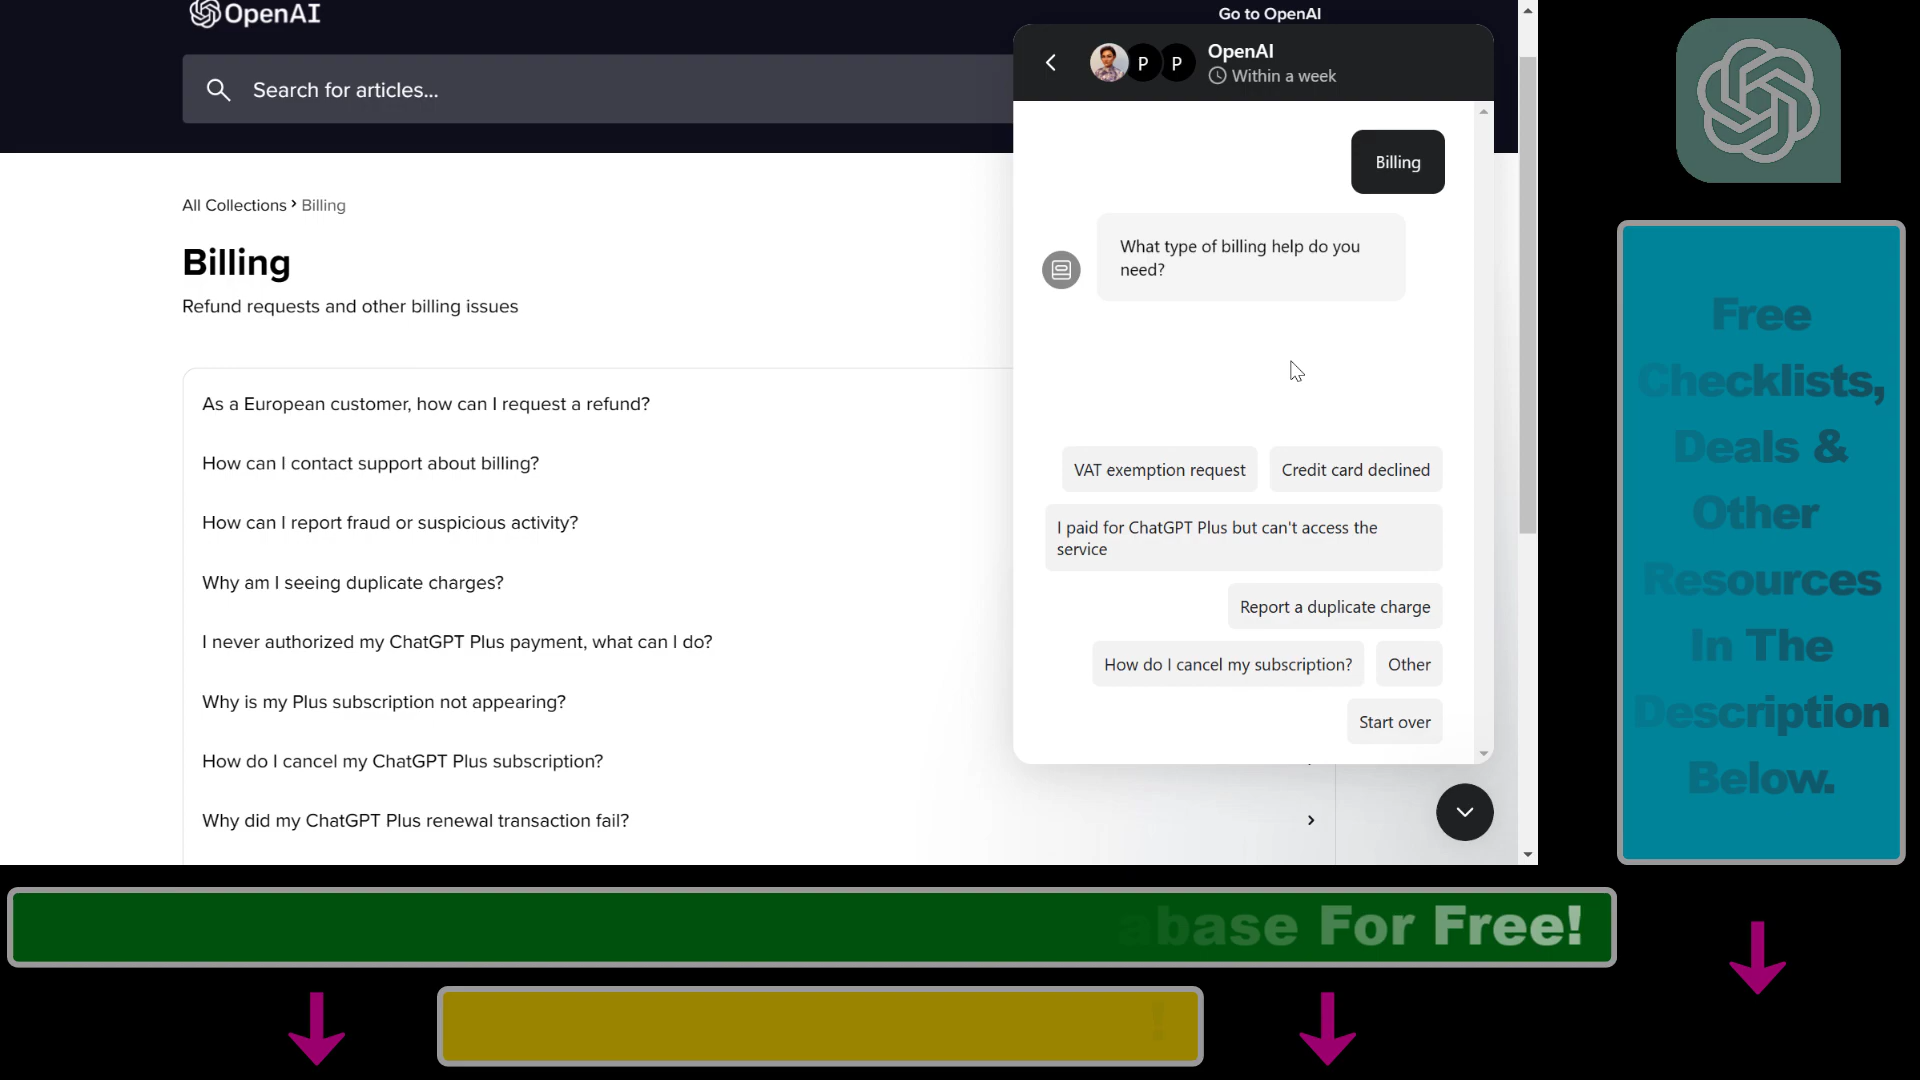 OpenAI
Go to OpenAI
Search for articles...
All Collections › Billing
Billing
Refund requests and other billing issues
As a European customer, how can I request a refund?
How can I contact support about billing?
How can I report fraud or suspicious activity?
Why am I seeing duplicate charges?
I never authorized my ChatGPT Plus payment, what can I do?
Why is my Plus subscription not appearing?
How do I cancel my ChatGPT Plus subscription?
Why did my ChatGPT Plus renewal transaction fail?
P P
OpenAI
Within a week
Billing
What type of billing help do you
need?
VAT exemption request
Credit card declined
I paid for ChatGPT Plus but can't access the
service
Report a duplicate charge
How do I cancel my subscription?
Other
Start over
Free
Checklists,
Deals &
Other
Resources
In The
Description
Below.
abase For Free!
!